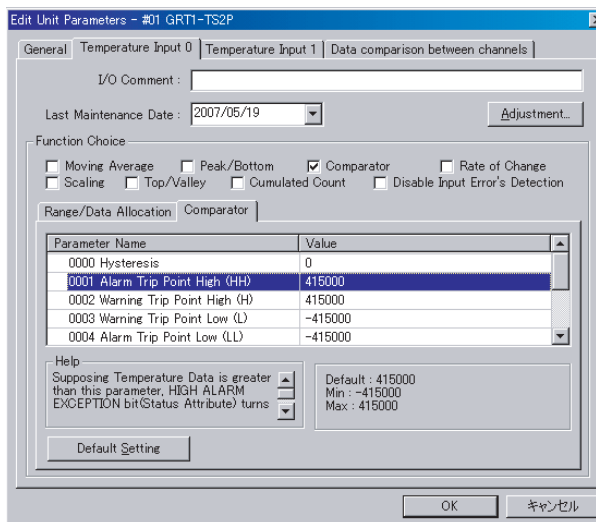 Edit Unit Parameters - #01 GRT1-TS2P
General Temperature Input 0 Temperature Input 1 Data comparison between channels
I/O Comment :
Last Maintenance Date : 2007/05/19 Adjustment...
Function Choice
Moving Average Peak/Bottom Comparator Rate of Change
Scaling Top/Valley Cumulated Count Disable Input Error's Detection
Range/Data Allocation Comparator
Parameter Name Value
0000 Hysteresis 0
0001 Alarm Trip Point High (HH) 415000
0002 Warning Trip Point High (H) 415000
0003 Warning Trip Point Low (L) -415000
0004 Alarm Trip Point Low (LL) -415000
Help
Supposing Temperature Data is greater
than this parameter, HIGH ALARM
EXCEPTION bit(Status Attribute) turns
Default : 415000
Min : -415000
Max : 415000
Default Setting
OK キャンセル